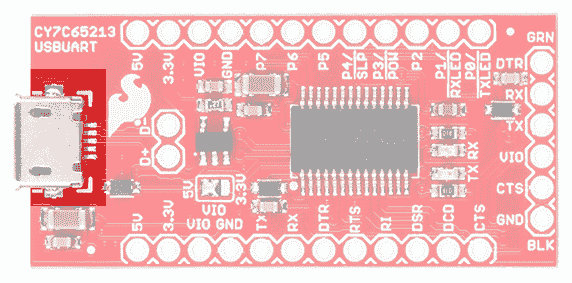 CY7C65213
USBUART
5V
3.3V
VIO
GND
P7
P6
P5
P4/SLP
P3/POW
P2
P1/RXLED
P0/TXLED
GRN
DTR
RX
TX
VIO
CTS
GND
BLK
D-
D+
5V
3.3V
VIO
RX
TX
5V
3.3V
VIO GND
TX
RX
DTR
RTS
RI
DSR
DCD
CTS